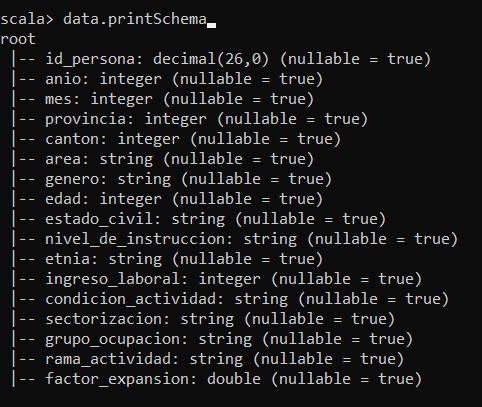 scala> data.printSchema
root
 |-- id_persona: decimal(26,0) (nullable = true)
 |-- anio: integer (nullable = true)
 |-- mes: integer (nullable = true)
 |-- provincia: integer (nullable = true)
 |-- canton: integer (nullable = true)
 |-- area: string (nullable = true)
 |-- genero: string (nullable = true)
 |-- edad: integer (nullable = true)
 |-- estado_civil: string (nullable = true)
 |-- nivel_de_instruccion: string (nullable = true)
 |-- etnia: string (nullable = true)
 |-- ingreso_laboral: integer (nullable = true)
 |-- condicion_actividad: string (nullable = true)
 |-- sectorizacion: string (nullable = true)
 |-- grupo_ocupacion: string (nullable = true)
 |-- rama_actividad: string (nullable = true)
 |-- factor_expansion: double (nullable = true)